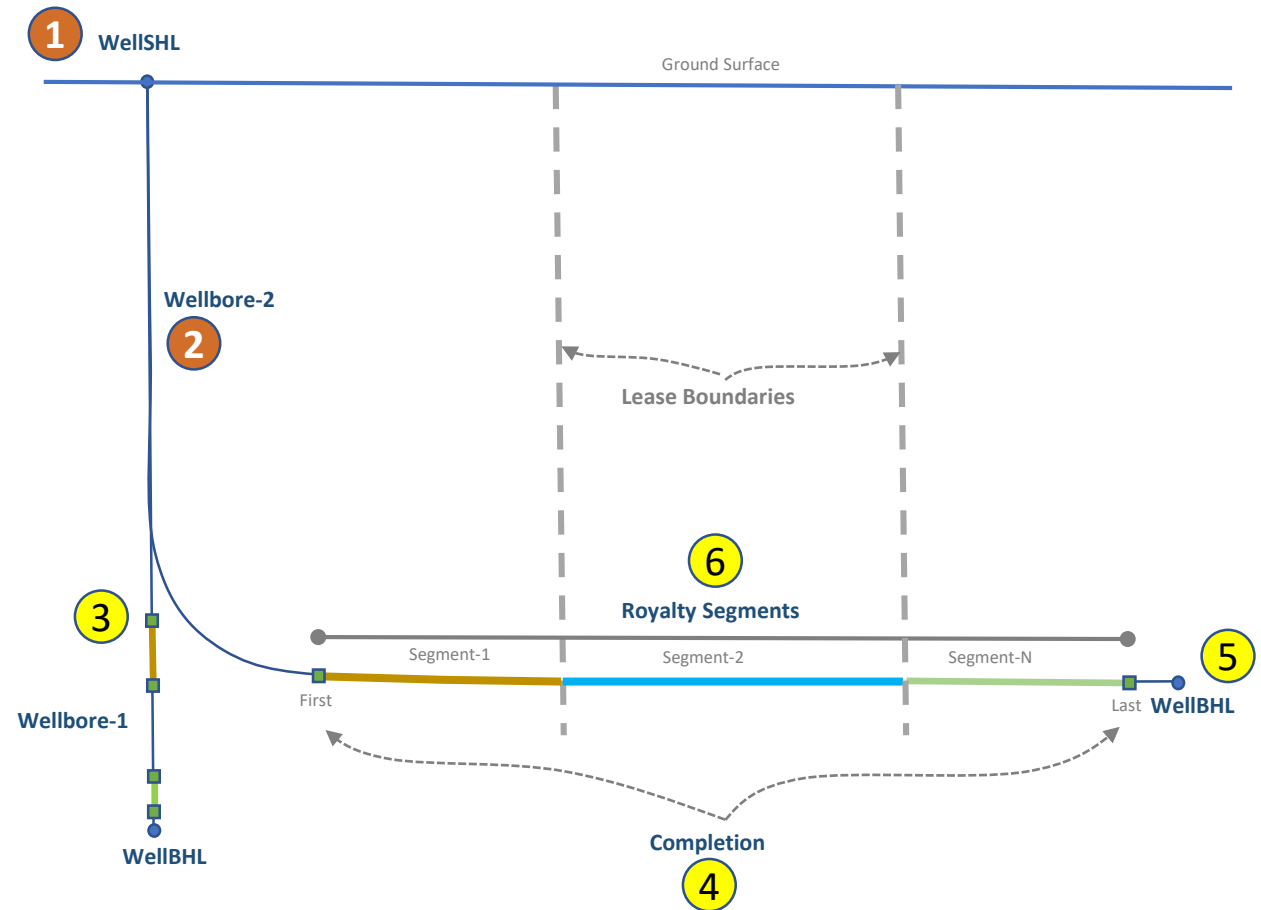 1
WellSHL
Ground Surface
Wellbore-2
2
Lease Boundaries
6
3
Royalty Segments
Segment-1
Segment-2
Segment-N
5
First
Last
WellBHL
Wellbore-1
Completion
WellBHL
4